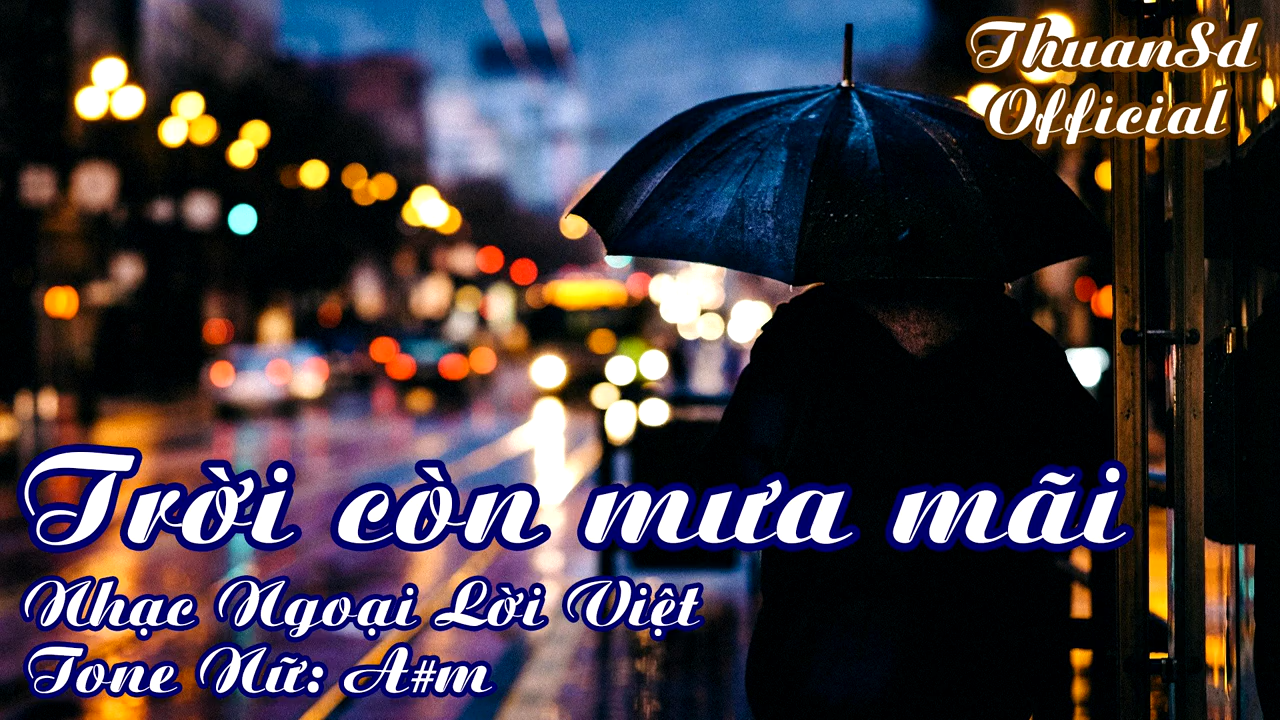 ThuanSd
Official
Trời còn mưa mãi
Nhạc Ngoại Lời Việt
Tone Nữ: A#m